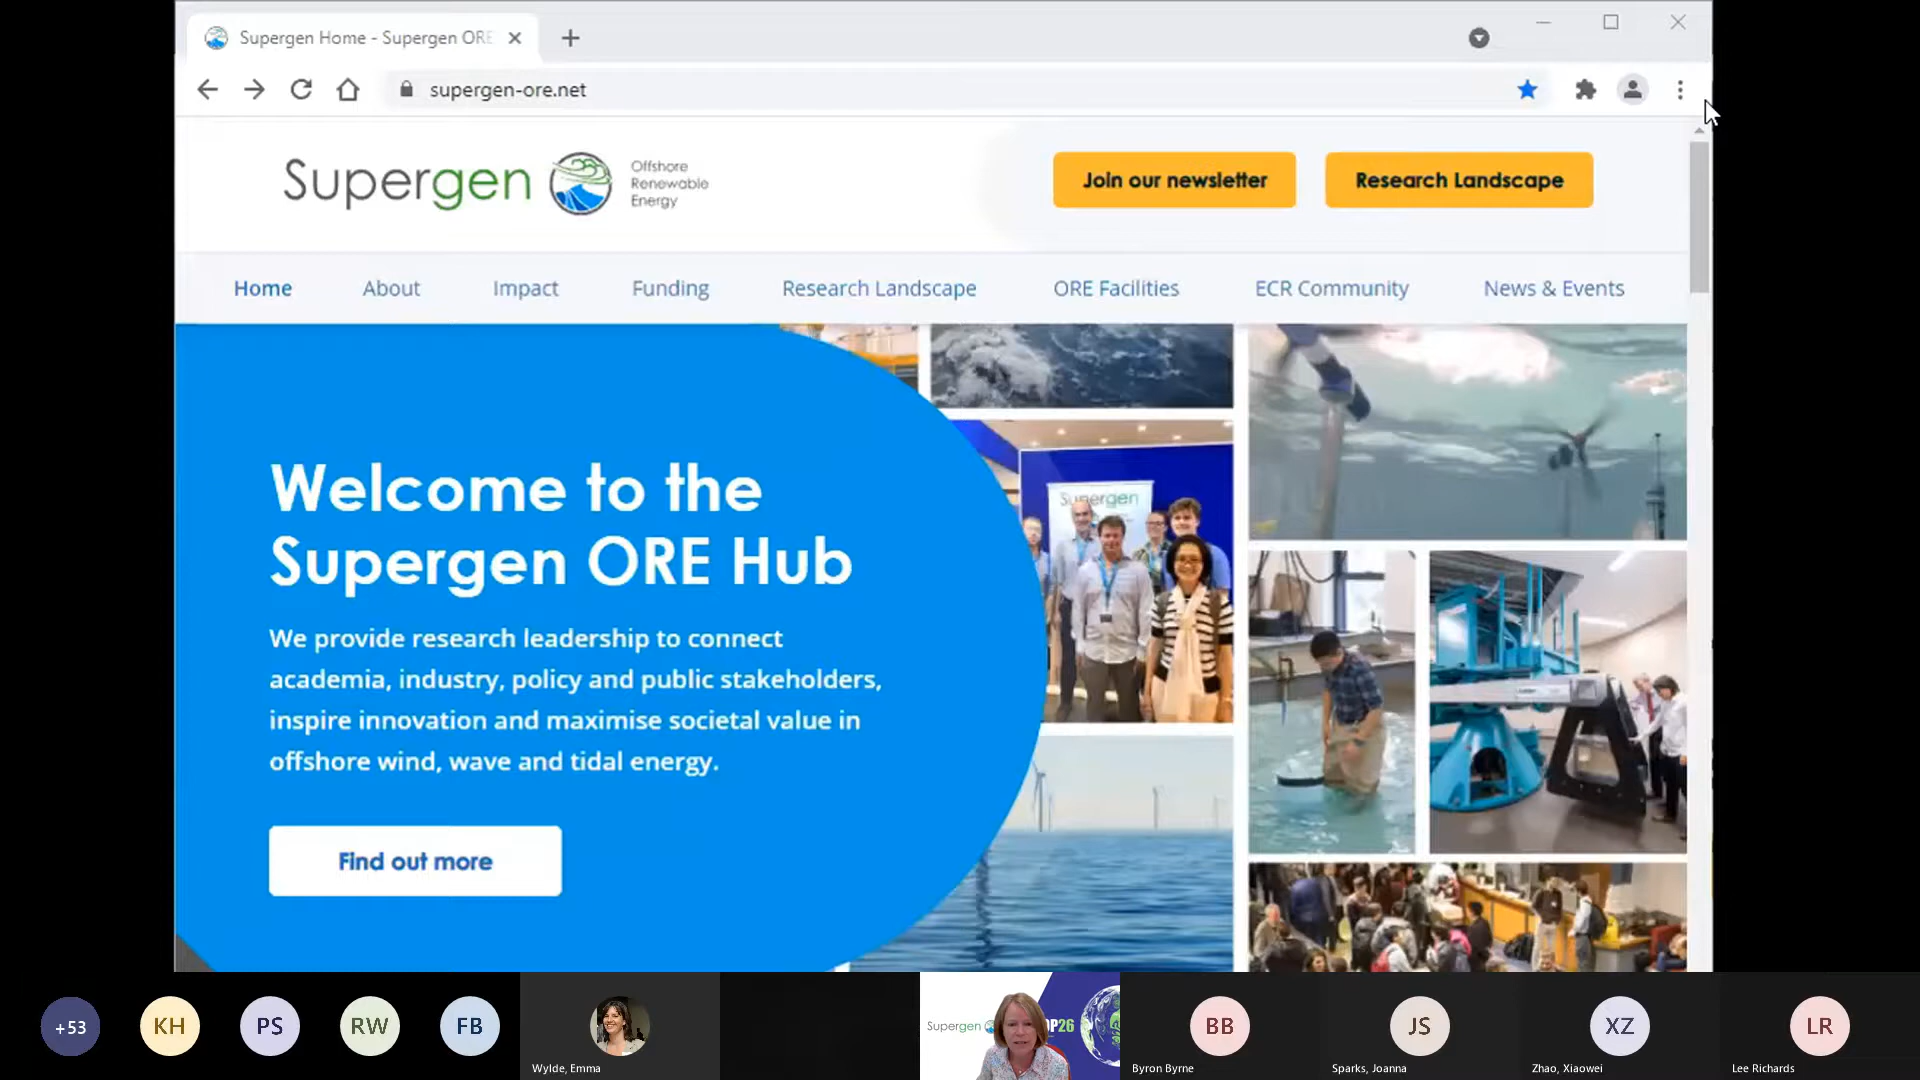 Supergen Home - Supergen ORE
supergen-ore.net
Supergen
Offshore
Renewable
Energy
Join our newsletter
Research Landscape
Home
About
Impact
Funding
Research Landscape
ORE Facilities
ECR Community
News & Events
Welcome to the
Supergen ORE Hub
We provide research leadership to connect
academia, industry, policy and public stakeholders,
inspire innovation and maximise societal value in
offshore wind, wave and tidal energy.
Find out more
Supergen
+53
KH
PS
RW
FB
Wylde, Emma
Supergen
P26
BB
Byron Byrne
JS
Sparks, Joanna
XZ
Zhao, Xiaowei
LR
Lee Richards